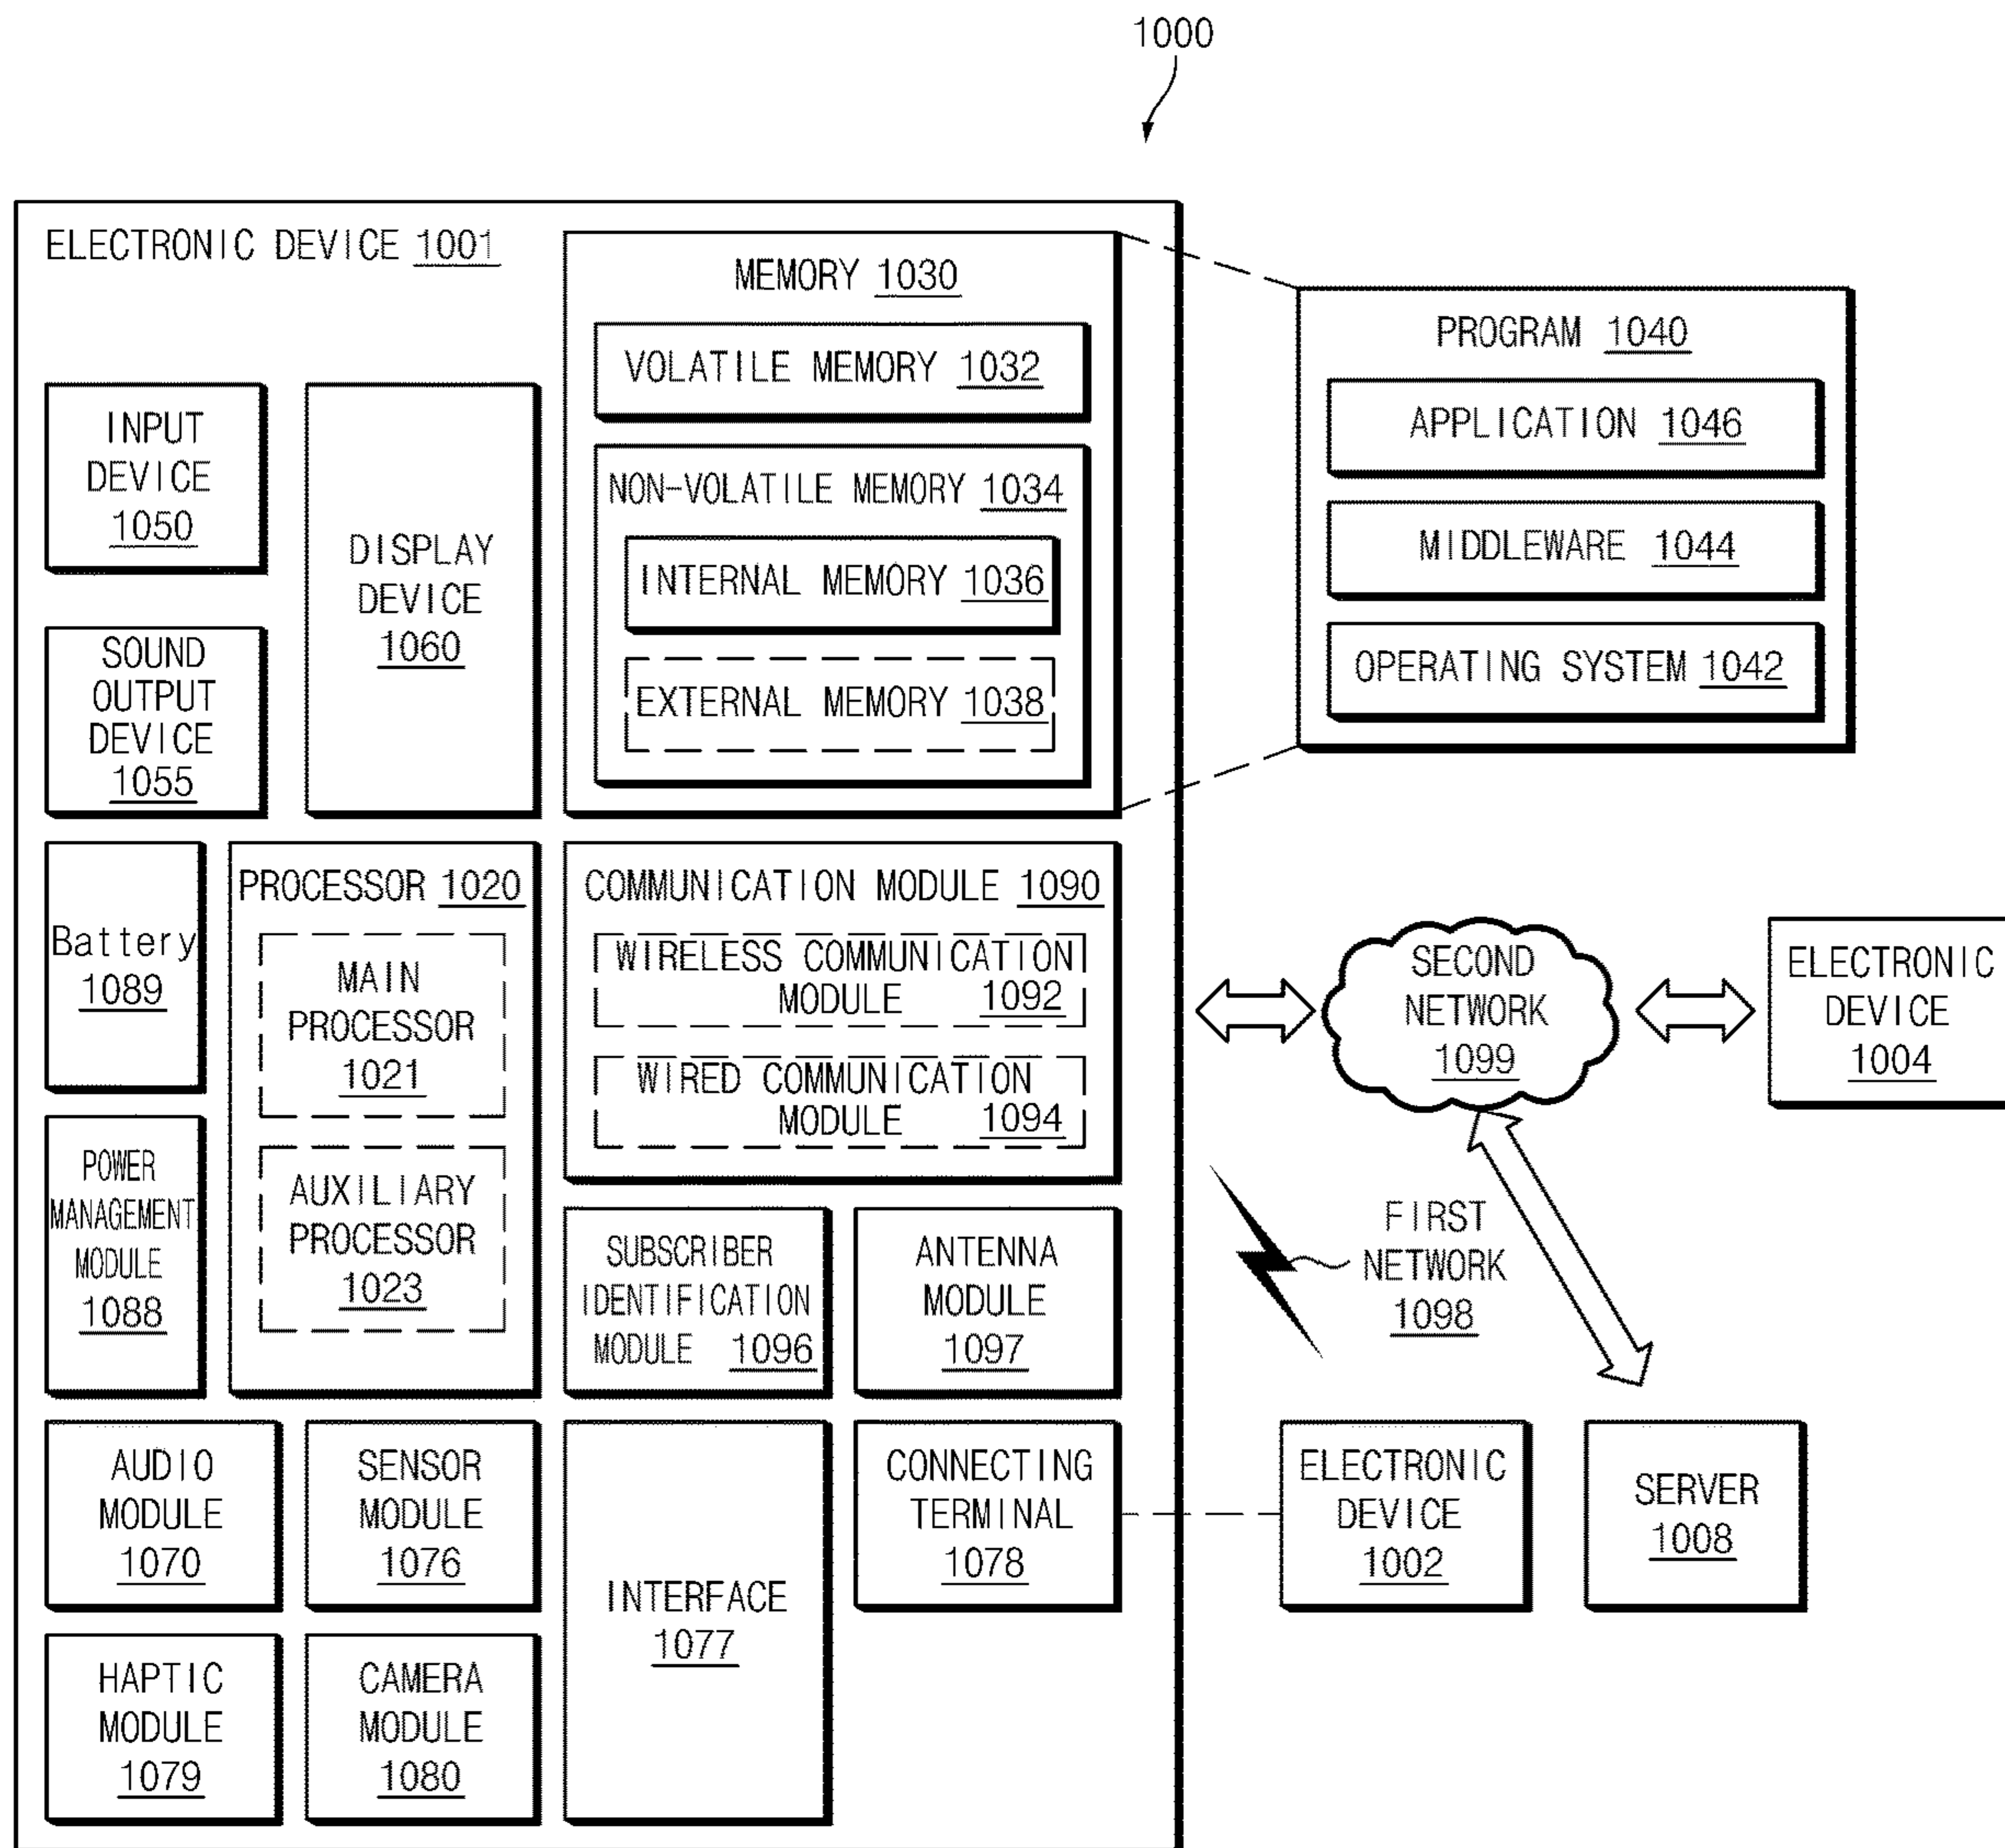 1000
ELECTRONIC DEVICE 1001
MEMORY 1030
VOLATILE MEMORY 1032
NON-VOLATILE MEMORY 1034
INTERNAL MEMORY 1036
EXTERNAL MEMORY 1038
PROGRAM 1040
APPLICATION 1046
MIDDLEWARE 1044
OPERATING SYSTEM 1042
INPUT
DEVICE
1050
DISPLAY
DEVICE
1060
SOUND
OUTPUT
DEVICE
1055
Battery
1089
PROCESSOR 1020
MAIN
PROCESSOR
1021
AUXILIARY
PROCESSOR
1023
COMMUNICATION MODULE 1090
WIRELESS COMMUNICATION
MODULE 1092
WIRED COMMUNICATION
MODULE 1094
SECOND
NETWORK
1099
ELECTRONIC
DEVICE
1004
POWER
MANAGEMENT
MODULE
1088
SUBSCRIBER
IDENTIFICATION
MODULE 1096
ANTENNA
MODULE
1097
FIRST
NETWORK
1098
AUDIO
MODULE
1070
SENSOR
MODULE
1076
INTERFACE
1077
CONNECTING
TERMINAL
1078
ELECTRONIC
DEVICE
1002
SERVER
1008
HAPTIC
MODULE
1079
CAMERA
MODULE
1080